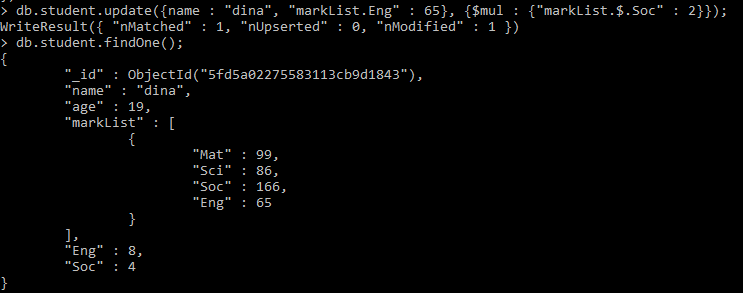 > db.student.update({name : "dina", "markList.Eng" : 65}, {$mul : {"markList.$.Soc" : 2}});
WriteResult({ "nMatched" : 1, "nUpserted" : 0, "nModified" : 1 })
> db.student.findOne();
{
        "_id" : ObjectId("5fd5a02275583113cb9d1843"),
        "name" : "dina",
        "age" : 19,
        "markList" : [
                {
                        "Mat" : 99,
                        "Sci" : 86,
                        "Soc" : 166,
                        "Eng" : 65
                }
        ],
        "Eng" : 8,
        "Soc" : 4
}